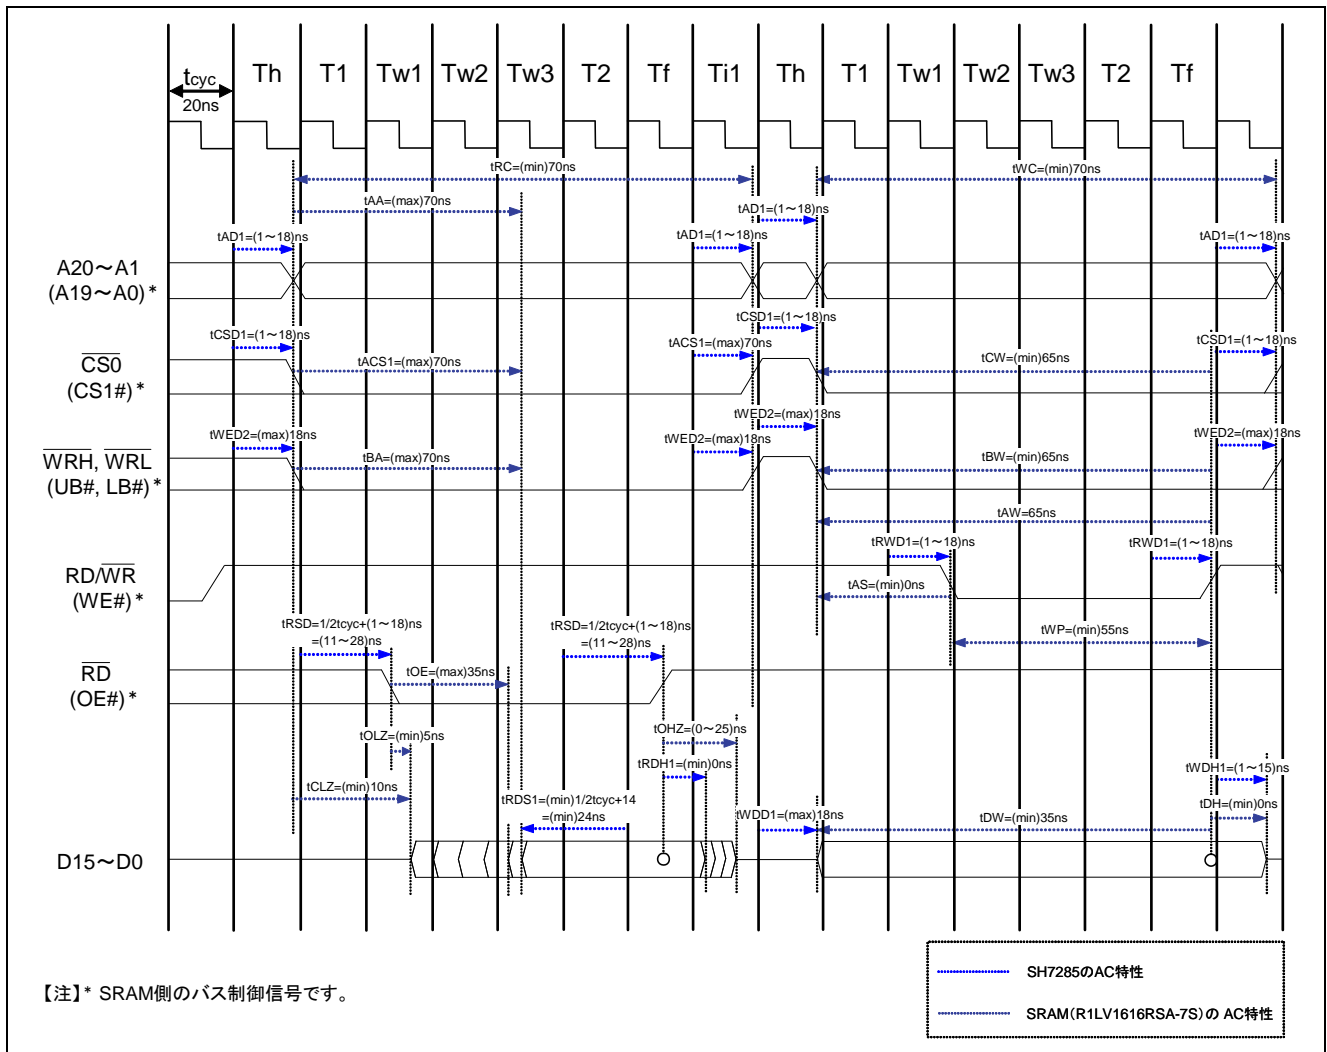 tcyc
20ns
Th T1 Tw1 Tw2 Tw3 T2 Tf Ti1 Th T1 Tw1 Tw2 Tw3 T2 Tf
tRC=(min)70ns
tWC=(min)70ns
tAA=(max)70ns
tAD1=(1～18)ns
tAD1=(1～18)ns
tAD1=(1～18)ns
tAD1=(1～18)ns
A20～A1
(A19～A0) *
tCSD1=(1～18)ns
tCSD1=(1～18)ns
tCSD1=(1～18)ns
tACS1=(max)70ns
tACS1=(max)70ns
tCW=(min)65ns
CS0
(CS1#) *
tWED2=(max)18ns
tWED2=(max)18ns
tWED2=(max)18ns
tWED2=(max)18ns
tBA=(max)70ns
tBW=(min)65ns
WRH, WRL
(UB#, LB#) *
tAW=65ns
tRWD1=(1～18)ns
tRWD1=(1～18)ns
RD/WR
(WE#) *
tAS=(min)0ns
tRSD=1/2tcyc+(1～18)ns
=(11～28)ns
tRSD=1/2tcyc+(1～18)ns
=(11～28)ns
tWP=(min)55ns
RD
(OE#) *
tOE=(max)35ns
tOLZ=(min)5ns
tOHZ=(0～25)ns
tRDH1=(min)0ns
tWDH1=(1～15)ns
tCLZ=(min)10ns
tRDS1=(min)1/2tcyc+14
=(min)24ns
tWDD1=(max)18ns
tDW=(min)35ns
tDH=(min)0ns
D15～D0
【注】* SRAM側のバス制御信号です。
SH7285のAC特性
SRAM(R1LV1616RSA-7S)の AC特性